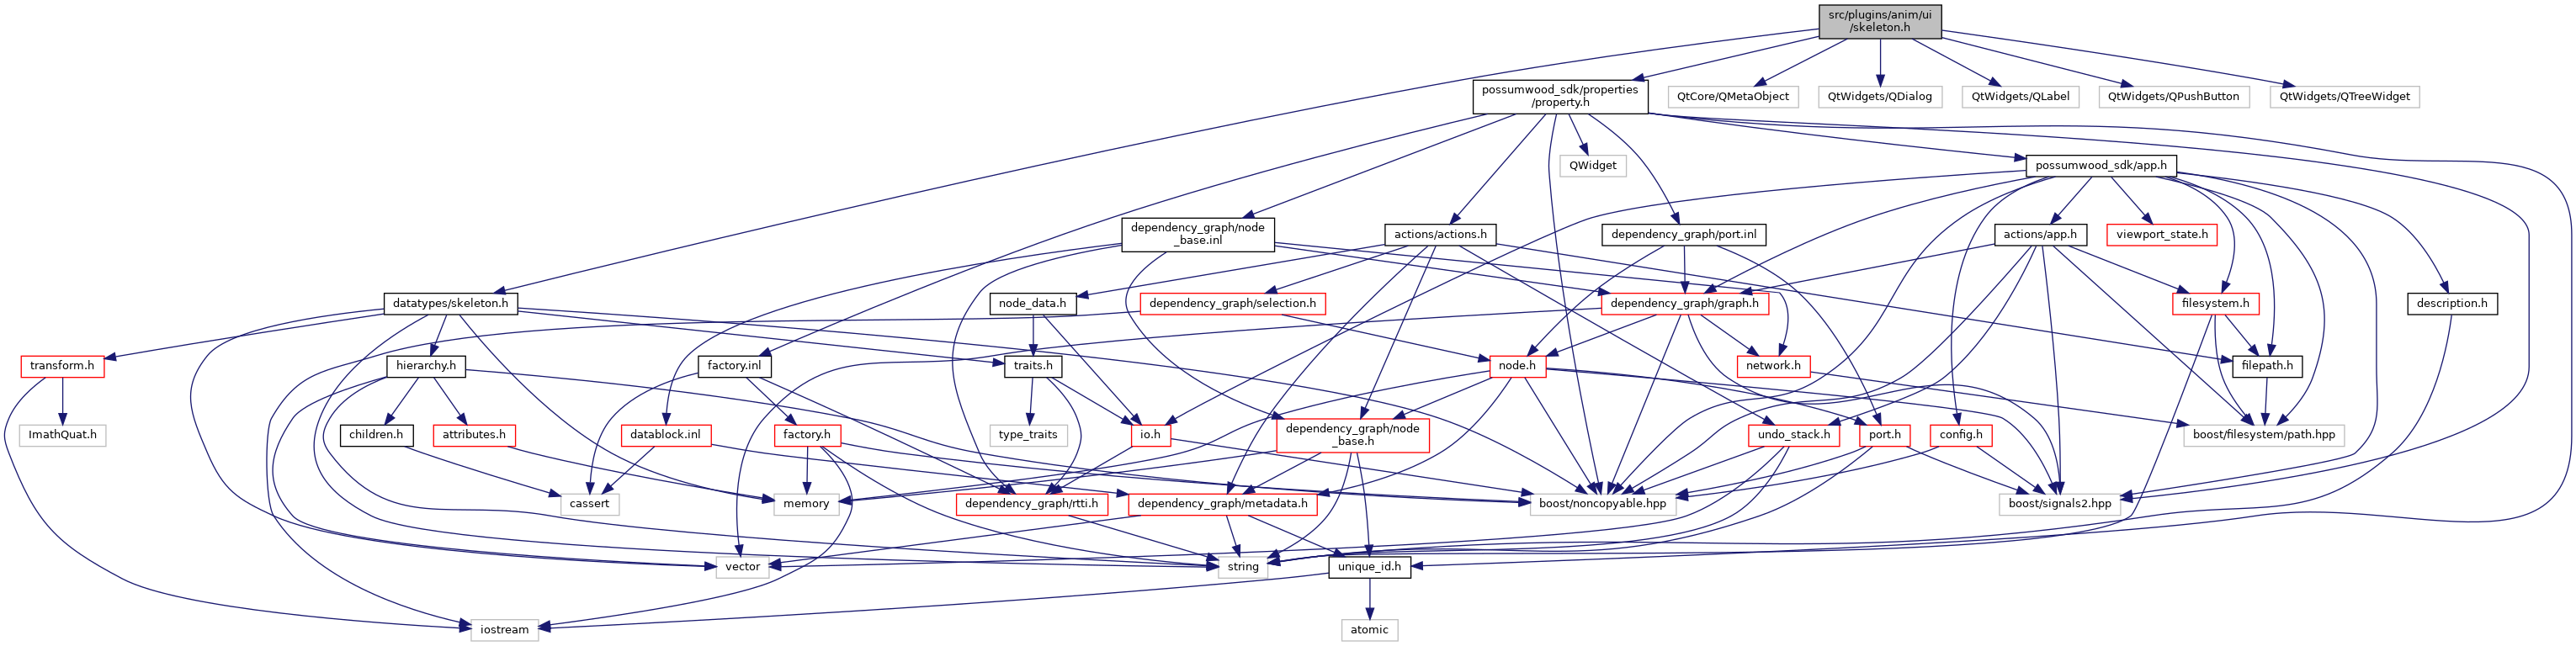 src/plugins/anim/ui
/skeleton.h
possumwood_sdk/properties
/property.h
QtCore/QMetaObject
QtWidgets/QDialog
QtWidgets/QLabel
QtWidgets/QPushButton
QtWidgets/QTreeWidget
QWidget
possumwood_sdk/app.h
dependency_graph/node
_base.inl
actions/actions.h
dependency_graph/port.inl
actions/app.h
viewport_state.h
datatypes/skeleton.h
node_data.h
dependency_graph/selection.h
dependency_graph/graph.h
filesystem.h
description.h
transform.h
hierarchy.h
factory.inl
traits.h
node.h
network.h
filepath.h
ImathQuat.h
children.h
attributes.h
datablock.inl
factory.h
type_traits
io.h
dependency_graph/node
_base.h
undo_stack.h
port.h
config.h
boost/filesystem/path.hpp
cassert
memory
dependency_graph/rtti.h
dependency_graph/metadata.h
boost/noncopyable.hpp
boost/signals2.hpp
vector
string
unique_id.h
iostream
atomic